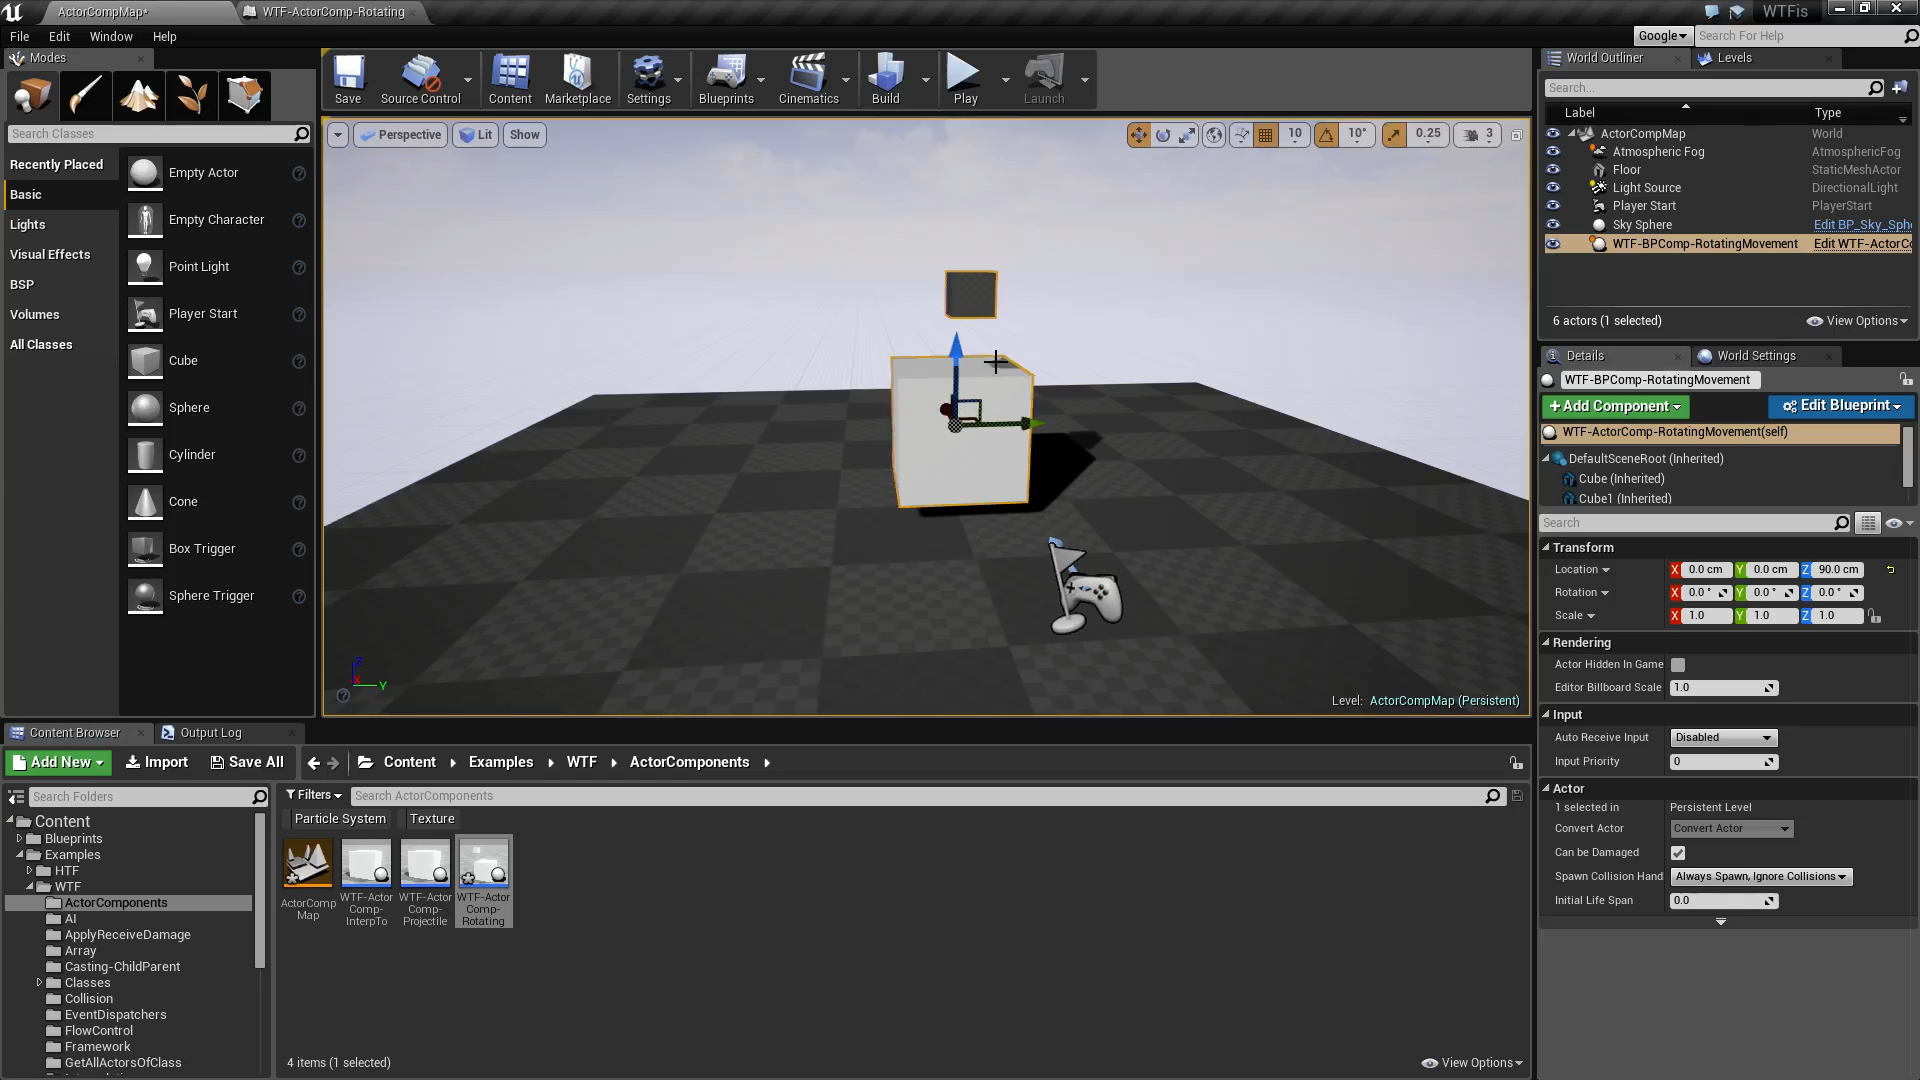 ActorCompMap*
WTF-ActorComp-Rotating
WTFis
File Edit Window Help
Google
Search For Help
Modes
Save
Source Control
Content
Marketplace
Settings
Blueprints
Cinematics
Build
Play
Launch
World Outliner
Levels
Search...
Label
Type
Search Classes
Perspective
Lit
Show
10
10°
0.25
3
Recently Placed
Basic
Lights
Visual Effects
BSP
Volumes
All Classes
Empty Actor
Empty Character
Point Light
Player Start
Cube
Sphere
Cylinder
Cone
Box Trigger
Sphere Trigger
ActorCompMap World
Atmospheric Fog AtmosphericFog
Floor StaticMeshActor
Light Source DirectionalLight
Player Start PlayerStart
Sky Sphere Edit BP_Sky_Sphe
WTF-BPComp-RotatingMovement Edit WTF-ActorCo
6 actors (1 selected)
View Options
Details
World Settings
WTF-BPComp-RotatingMovement
+Add Component
Edit Blueprint
WTF-ActorComp-RotatingMovement(self)
DefaultSceneRoot (Inherited)
Cube (Inherited)
Cube1 (Inherited)
Search
Transform
Location X 0.0 cm Y 0.0 cm Z 90.0 cm
Rotation X 0.0 ° Y 0.0 ° Z 0.0 °
Scale X 1.0 Y 1.0 Z 1.0
Rendering
Actor Hidden In Game
Editor Billboard Scale 1.0
Input
Auto Receive Input Disabled
Input Priority 0
Actor
1 selected in Persistent Level
Convert Actor Convert Actor
Can be Damaged
Spawn Collision Hand Always Spawn, Ignore Collisions
Initial Life Span 0.0
Z
X
Y
Level: ActorCompMap (Persistent)
Content Browser
Output Log
Add New
Import
Save All
Content
Examples
WTF
ActorComponents
Search Folders
Filters
Search ActorComponents
Particle System
Texture
Content
Blueprints
Examples
HTF
WTF
ActorComponents
AI
ApplyReceiveDamage
Array
Casting-ChildParent
Classes
Collision
EventDispatchers
FlowControl
Framework
GetAllActorsOfClass
ActorComp
Map
WTF-Actor
Comp-
InterpTo
WTF-Actor
Comp-
Projectile
WTF-Actor
Comp-
Rotating
4 items (1 selected)
View Options